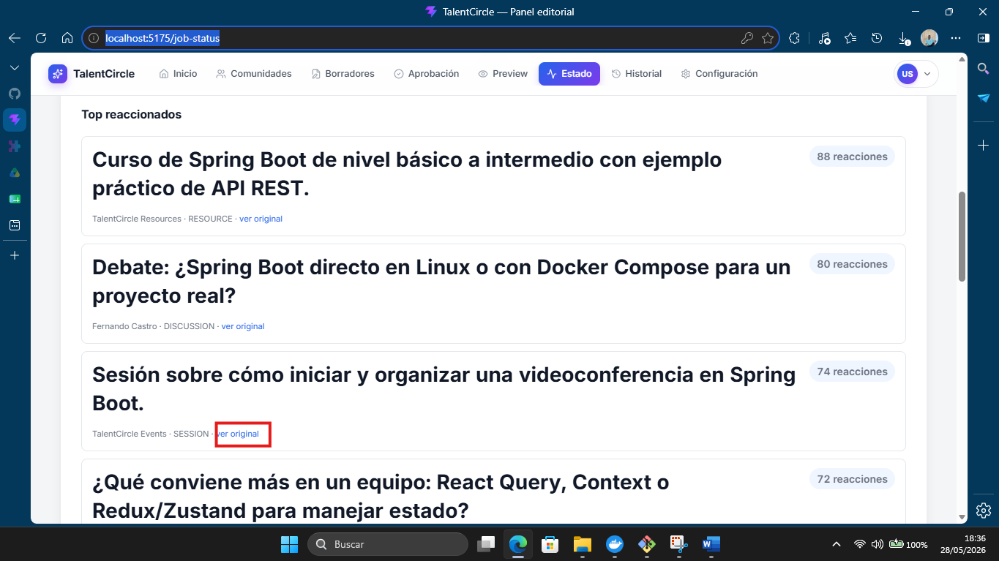 TalentCircle — Panel editorial
localhost:5175/job-status
TalentCircle
Inicio
Comunidades
Borradores
Aprobación
Preview
Estado
Historial
Configuración
US
Top reaccionados
Curso de Spring Boot de nivel básico a intermedio con ejemplo
práctico de API REST.
88 reacciones
TalentCircle Resources · RESOURCE · ver original
Debate: ¿Spring Boot directo en Linux o con Docker Compose para un
proyecto real?
80 reacciones
Fernando Castro · DISCUSSION · ver original
Sesión sobre cómo iniciar y organizar una videoconferencia en Spring
Boot.
74 reacciones
TalentCircle Events · SESSION · ver original
¿Qué conviene más en un equipo: React Query, Context o
Redux/Zustand para manejar estado?
72 reacciones
Buscar
100%
18:36
28/05/2026